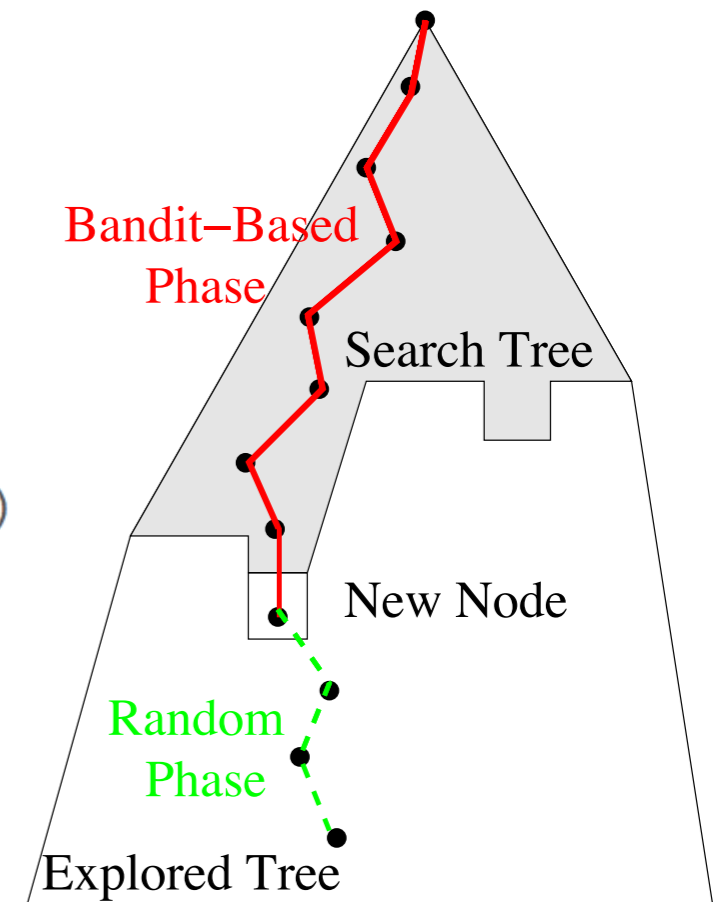 Bandit−Based
Phase
Search Tree
New Node
Random
Phase
Explored Tree